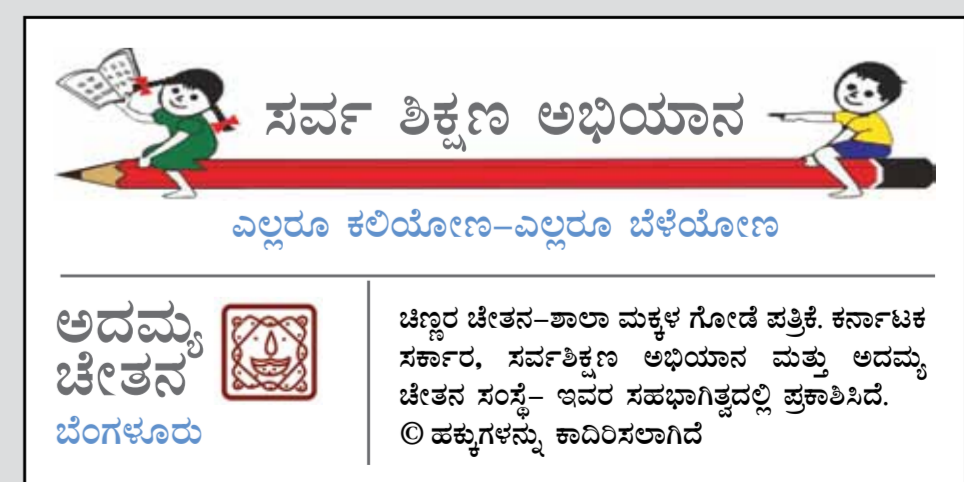 ಸರ್ವ ಶಿಕ್ಷಣ ಅಭಿಯಾನ
ಎಲ್ಲರೂ ಕಲಿಯೋಣ–ಎಲ್ಲರೂ ಬೆಳೆಯೋಣ
ಅದಮ್ಯ
ಚೇತನ
ಬೆಂಗಳೂರು
ಚಿಣ್ಣರ ಚೇತನ–ಶಾಲಾ ಮಕ್ಕಳ ಗೋಡೆ ಪತ್ರಿಕೆ. ಕರ್ನಾಟಕ
ಸರ್ಕಾರ, ಸರ್ವಶಿಕ್ಷಣ ಅಭಿಯಾನ ಮತ್ತು ಅದಮ್ಯ
ಚೇತನ ಸಂಸ್ಥೆ– ಇವರ ಸಹಭಾಗಿತ್ವದಲ್ಲಿ ಪ್ರಕಾಶಿಸಿದೆ.
© ಹಕ್ಕುಗಳನ್ನು ಕಾದಿರಿಸಲಾಗಿದೆ